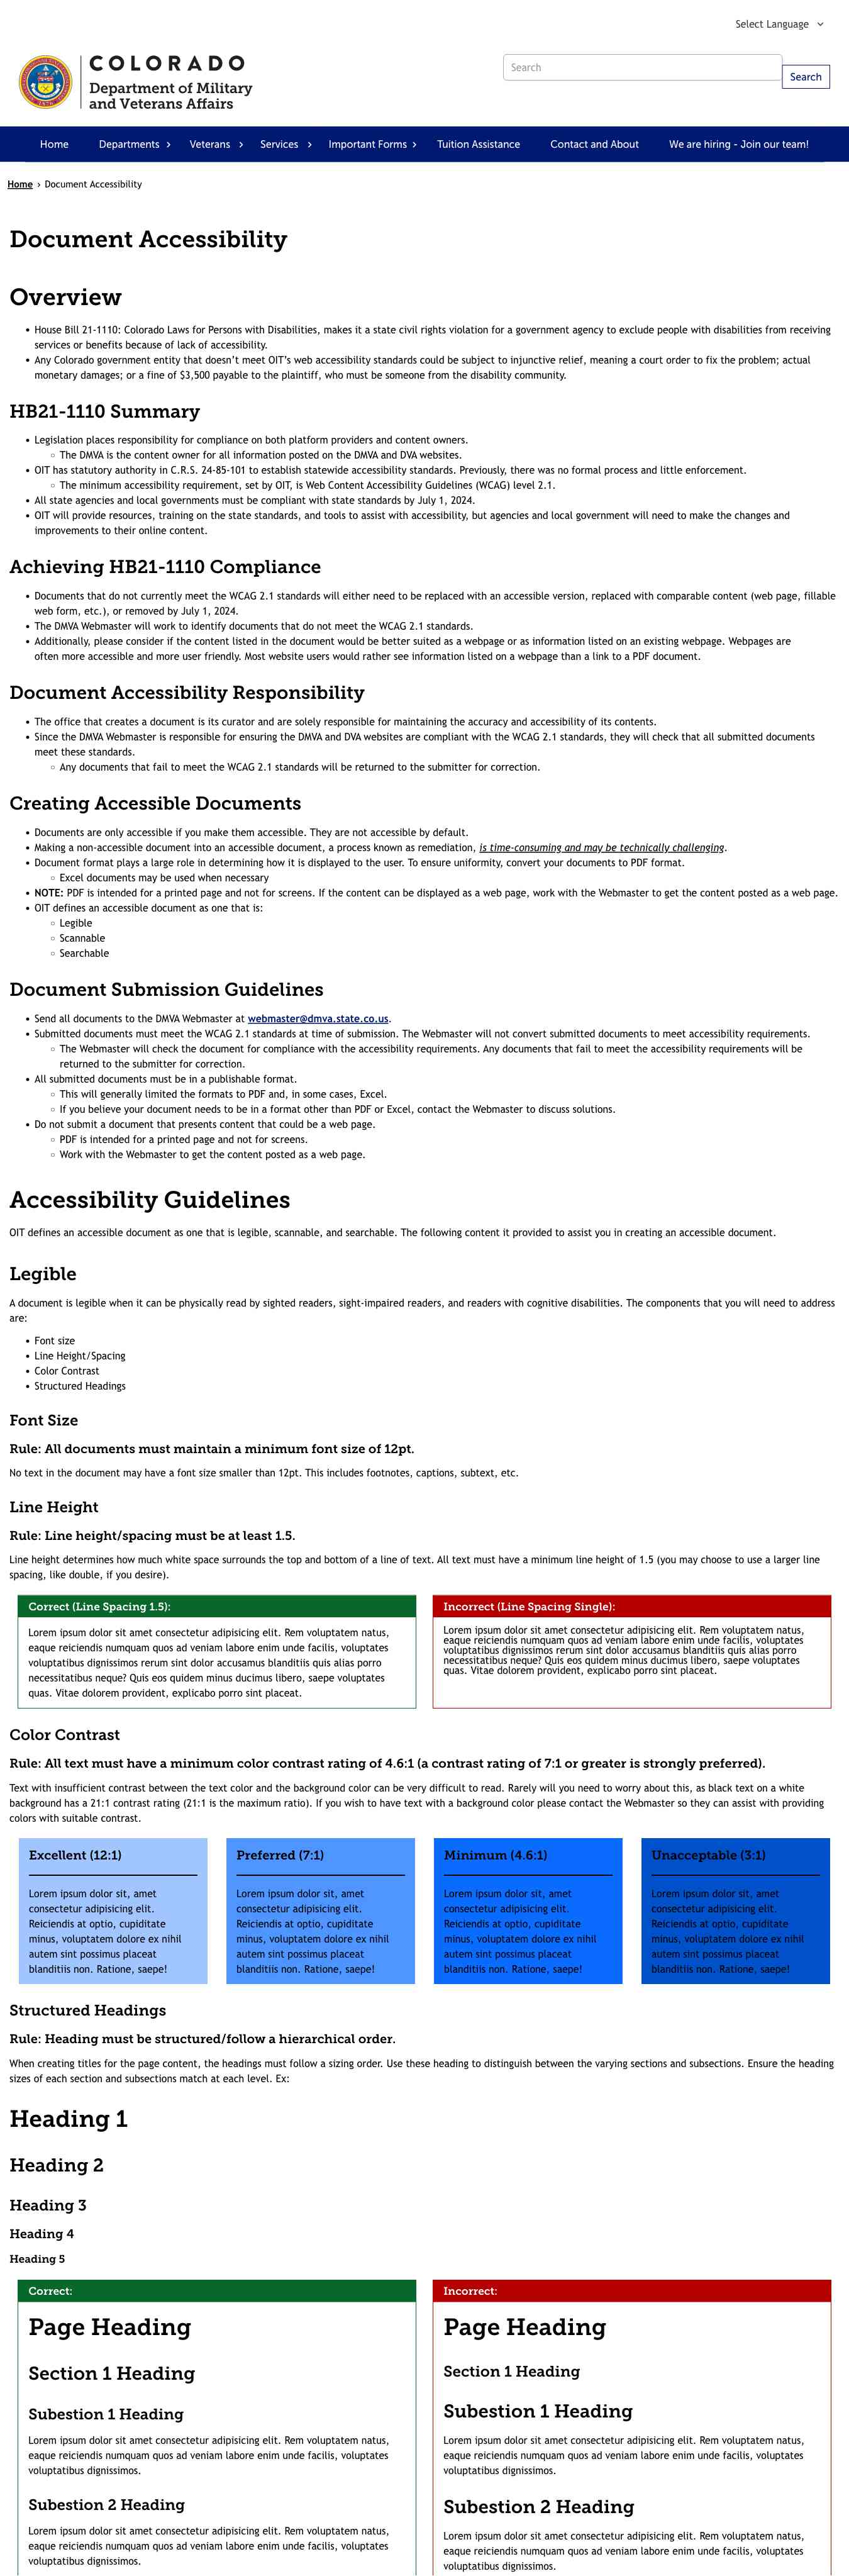 Select Language
COLORADO
Department of Military
and Veterans Affairs
Search
Search
Home Departments Veterans Services Important Forms Tuition Assistance Contact and About We are hiring - Join our team!
Home › Document Accessibility
Document Accessibility
Overview
• House Bill 21-1110: Colorado Laws for Persons with Disabilities, makes it a state civil rights violation for a government agency to exclude people with disabilities from receiving
services or benefits because of lack of accessibility.
• Any Colorado government entity that doesn't meet OIT's web accessibility standards could be subject to injunctive relief, meaning a court order to fix the problem; actual
monetary damages; or a fine of $3,500 payable to the plaintiff, who must be someone from the disability community.
HB21-1110 Summary
• Legislation places responsibility for compliance on both platform providers and content owners.
◦ The DMVA is the content owner for all information posted on the DMVA and DVA websites.
• OIT has statutory authority in C.R.S. 24-85-101 to establish statewide accessibility standards. Previously, there was no formal process and little enforcement.
◦ The minimum accessibility requirement, set by OIT, is Web Content Accessibility Guidelines (WCAG) level 2.1.
• All state agencies and local governments must be compliant with state standards by July 1, 2024.
• OIT will provide resources, training on the state standards, and tools to assist with accessibility, but agencies and local government will need to make the changes and
improvements to their online content.
Achieving HB21-1110 Compliance
• Documents that do not currently meet the WCAG 2.1 standards will either need to be replaced with an accessible version, replaced with comparable content (web page, fillable
web form, etc.), or removed by July 1, 2024.
• The DMVA Webmaster will work to identify documents that do not meet the WCAG 2.1 standards.
• Additionally, please consider if the content listed in the document would be better suited as a webpage or as information listed on an existing webpage. Webpages are
often more accessible and more user friendly. Most website users would rather see information listed on a webpage than a link to a PDF document.
Document Accessibility Responsibility
• The office that creates a document is its curator and are solely responsible for maintaining the accuracy and accessibility of its contents.
• Since the DMVA Webmaster is responsible for ensuring the DMVA and DVA websites are compliant with the WCAG 2.1 standards, they will check that all submitted documents
meet these standards.
◦ Any documents that fail to meet the WCAG 2.1 standards will be returned to the submitter for correction.
Creating Accessible Documents
• Documents are only accessible if you make them accessible. They are not accessible by default.
• Making a non-accessible document into an accessible document, a process known as remediation, is time-consuming and may be technically challenging.
• Document format plays a large role in determining how it is displayed to the user. To ensure uniformity, convert your documents to PDF format.
◦ Excel documents may be used when necessary
• NOTE: PDF is intended for a printed page and not for screens. If the content can be displayed as a web page, work with the Webmaster to get the content posted as a web page.
• OIT defines an accessible document as one that is:
◦ Legible
◦ Scannable
◦ Searchable
Document Submission Guidelines
• Send all documents to the DMVA Webmaster at webmaster@dmva.state.co.us.
• Submitted documents must meet the WCAG 2.1 standards at time of submission. The Webmaster will not convert submitted documents to meet accessibility requirements.
◦ The Webmaster will check the document for compliance with the accessibility requirements. Any documents that fail to meet the accessibility requirements will be
returned to the submitter for correction.
• All submitted documents must be in a publishable format.
◦ This will generally limited the formats to PDF and, in some cases, Excel.
◦ If you believe your document needs to be in a format other than PDF or Excel, contact the Webmaster to discuss solutions.
• Do not submit a document that presents content that could be a web page.
◦ PDF is intended for a printed page and not for screens.
◦ Work with the Webmaster to get the content posted as a web page.
Accessibility Guidelines
OIT defines an accessible document as one that is legible, scannable, and searchable. The following content it provided to assist you in creating an accessible document.
Legible
A document is legible when it can be physically read by sighted readers, sight-impaired readers, and readers with cognitive disabilities. The components that you will need to address
are:
• Font size
• Line Height/Spacing
• Color Contrast
• Structured Headings
Font Size
Rule: All documents must maintain a minimum font size of 12pt.
No text in the document may have a font size smaller than 12pt. This includes footnotes, captions, subtext, etc.
Line Height
Rule: Line height/spacing must be at least 1.5.
Line height determines how much white space surrounds the top and bottom of a line of text. All text must have a minimum line height of 1.5 (you may choose to use a larger line
spacing, like double, if you desire).
Correct (Line Spacing 1.5):
Lorem ipsum dolor sit amet consectetur adipisicing elit. Rem voluptatem natus,
eaque reiciendis numquam quos ad veniam labore enim unde facilis, voluptates
voluptatibus dignissimos rerum sint dolor accusamus blanditiis quis alias porro
necessitatibus neque? Quis eos quidem minus ducimus libero, saepe voluptates
quas. Vitae dolorem provident, explicabo porro sint placeat.
Incorrect (Line Spacing Single):
Lorem ipsum dolor sit amet consectetur adipisicing elit. Rem voluptatem natus,
eaque reiciendis numquam quos ad veniam labore enim unde facilis, voluptates
voluptatibus dignissimos rerum sint dolor accusamus blanditiis quis alias porro
necessitatibus neque? Quis eos quidem minus ducimus libero, saepe voluptates
quas. Vitae dolorem provident, explicabo porro sint placeat.
Color Contrast
Rule: All text must have a minimum color contrast rating of 4.6:1 (a contrast rating of 7:1 or greater is strongly preferred).
Text with insufficient contrast between the text color and the background color can be very difficult to read. Rarely will you need to worry about this, as black text on a white
background has a 21:1 contrast rating (21:1 is the maximum ratio). If you wish to have text with a background color please contact the Webmaster so they can assist with providing
colors with suitable contrast.
Excellent (12:1)
Lorem ipsum dolor sit, amet
consectetur adipisicing elit.
Reiciendis at optio, cupiditate
minus, voluptatem dolore ex nihil
autem sint possimus placeat
blanditiis non. Ratione, saepe!
Preferred (7:1)
Lorem ipsum dolor sit, amet
consectetur adipisicing elit.
Reiciendis at optio, cupiditate
minus, voluptatem dolore ex nihil
autem sint possimus placeat
blanditiis non. Ratione, saepe!
Minimum (4.6:1)
Lorem ipsum dolor sit, amet
consectetur adipisicing elit.
Reiciendis at optio, cupiditate
minus, voluptatem dolore ex nihil
autem sint possimus placeat
blanditiis non. Ratione, saepe!
Unacceptable (3:1)
Lorem ipsum dolor sit, amet
consectetur adipisicing elit.
Reiciendis at optio, cupiditate
minus, voluptatem dolore ex nihil
autem sint possimus placeat
blanditiis non. Ratione, saepe!
Structured Headings
Rule: Heading must be structured/follow a hierarchical order.
When creating titles for the page content, the headings must follow a sizing order. Use these heading to distinguish between the varying sections and subsections. Ensure the heading
sizes of each section and subsections match at each level. Ex:
Heading 1
Heading 2
Heading 3
Heading 4
Heading 5
Correct:
Page Heading
Section 1 Heading
Subestion 1 Heading
Lorem ipsum dolor sit amet consectetur adipisicing elit. Rem voluptatem natus,
eaque reiciendis numquam quos ad veniam labore enim unde facilis, voluptates
voluptatibus dignissimos.
Subestion 2 Heading
Lorem ipsum dolor sit amet consectetur adipisicing elit. Rem voluptatem natus,
eaque reiciendis numquam quos ad veniam labore enim unde facilis, voluptates
voluptatibus dignissimos.
Incorrect:
Page Heading
Section 1 Heading
Subestion 1 Heading
Lorem ipsum dolor sit amet consectetur adipisicing elit. Rem voluptatem natus,
eaque reiciendis numquam quos ad veniam labore enim unde facilis, voluptates
voluptatibus dignissimos.
Subestion 2 Heading
Lorem ipsum dolor sit amet consectetur adipisicing elit. Rem voluptatem natus,
eaque reiciendis numquam quos ad veniam labore enim unde facilis, voluptates
voluptatibus dignissimos.